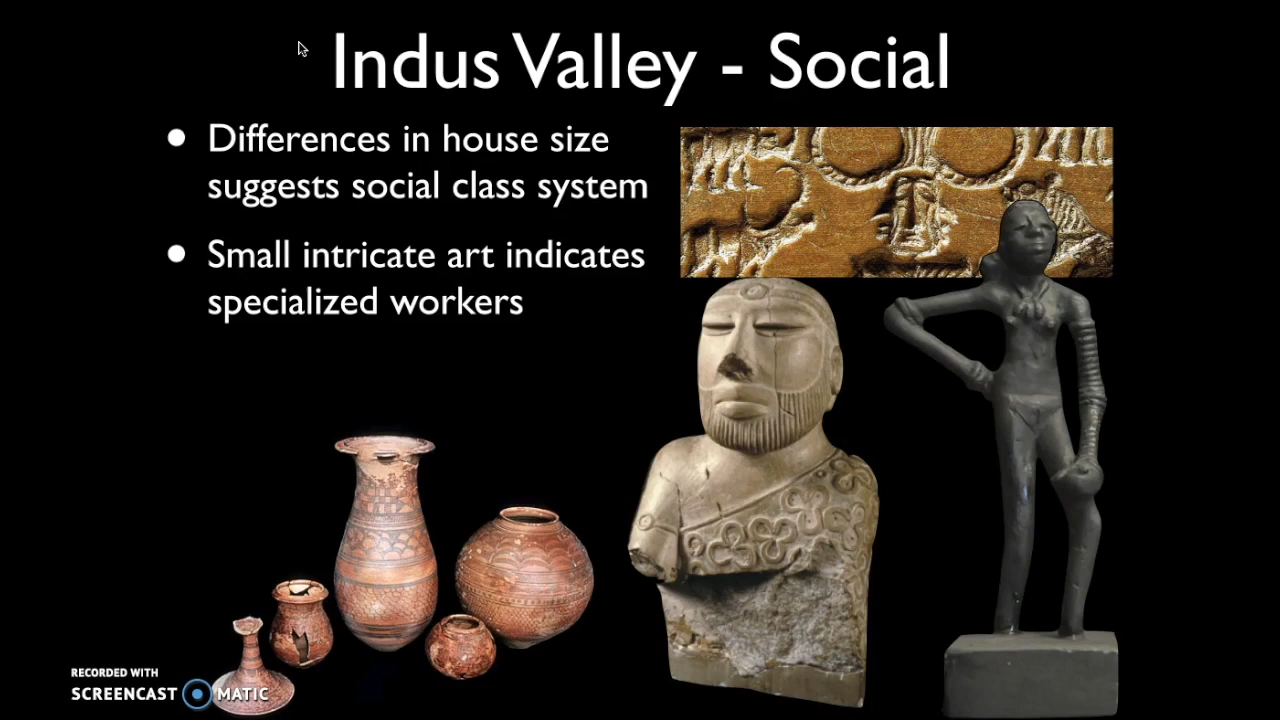 Indus Valley - Social
• Differences in house size
suggests social class system
• Small intricate art indicates
specialized workers
RECORDED WITH
SCREENCAST MATIC